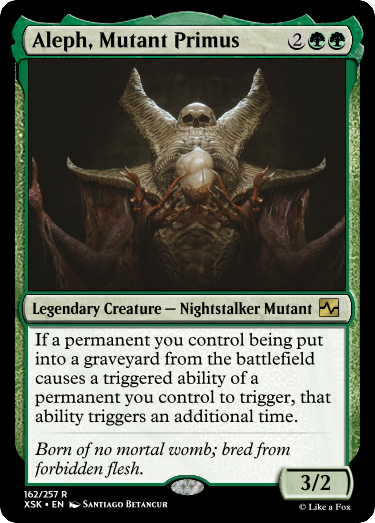 Aleph, Mutant Primus 2
Legendary Creature — Nightstalker Mutant
If a permanent you control being put
into a graveyard from the battlefield
causes a triggered ability of a
permanent you control to trigger, that
ability triggers an additional time.
Born of no mortal womb; bred from
forbidden flesh.
3/2
162/257 R
XSK • EN Santiago Betancur
© Like a Fox